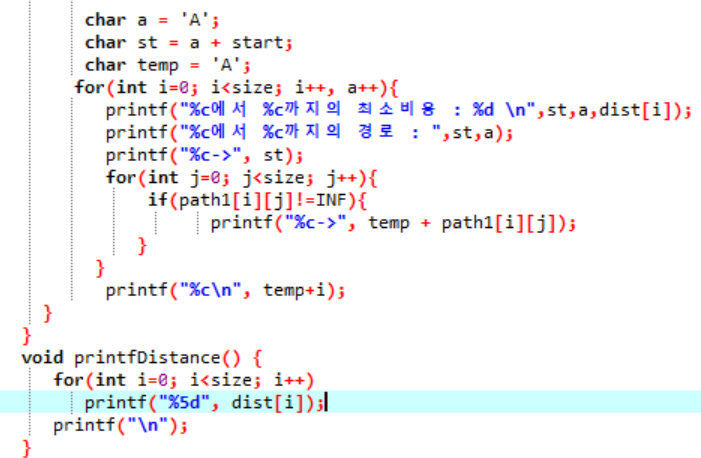 char a = 'A';
char st = a + start;
char temp = 'A';
for(int i=0; i<size; i++, a++){
printf("%c에서 %c까지의 최소비용 : %d \n",st,a,dist[i]);
printf("%c에서 %c까지의 경로 : ",st,a);
printf("%c->", st);
for(int j=0; j<size; j++){
if(path1[i][j]!=INF){
printf("%c->", temp + path1[i][j]);
}
}
printf("%c\n", temp+i);
}
}
void printfDistance() {
for(int i=0; i<size; i++)
printf("%5d", dist[i]);
printf("\n");
}